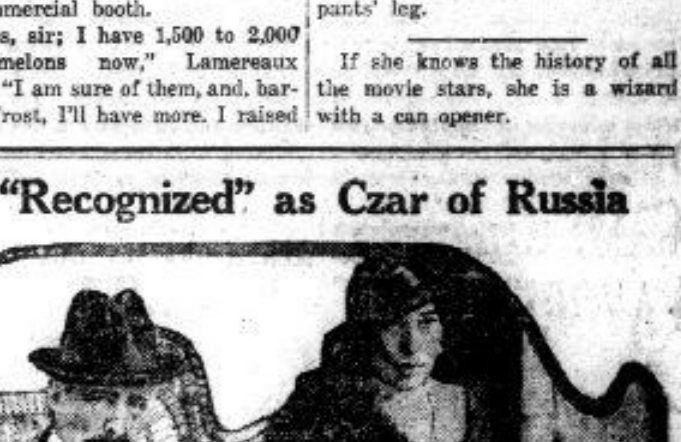 mercial booth.
s, sir; I have 1,500 to 2,000
melons now," Lamereaux
"I am sure of them, and, bar-
rost, I'll have more. I raised
pants' leg.
If she knows the history of all
the movie stars, she is a wizard
with a can opener.
"Recognized" as Czar of Russia